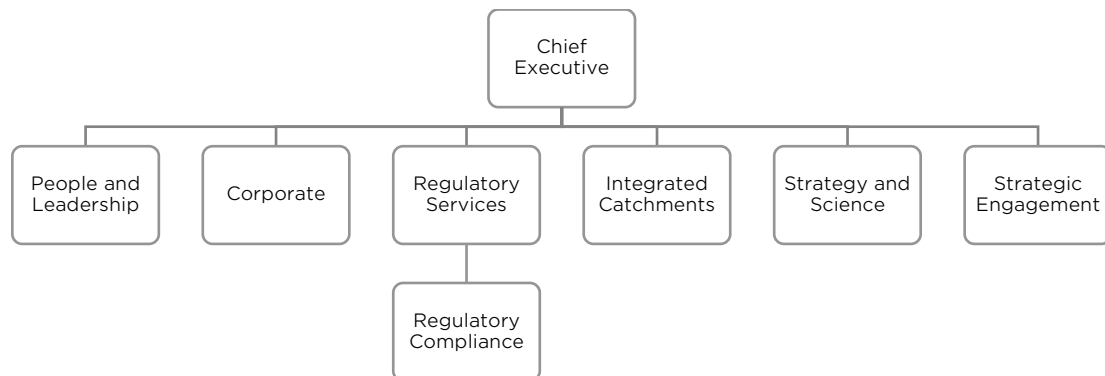 Chief
Executive
People and
Leadership
Corporate
Regulatory
Services
Integrated
Catchments
Strategy and
Science
Strategic
Engagement
Regulatory
Compliance